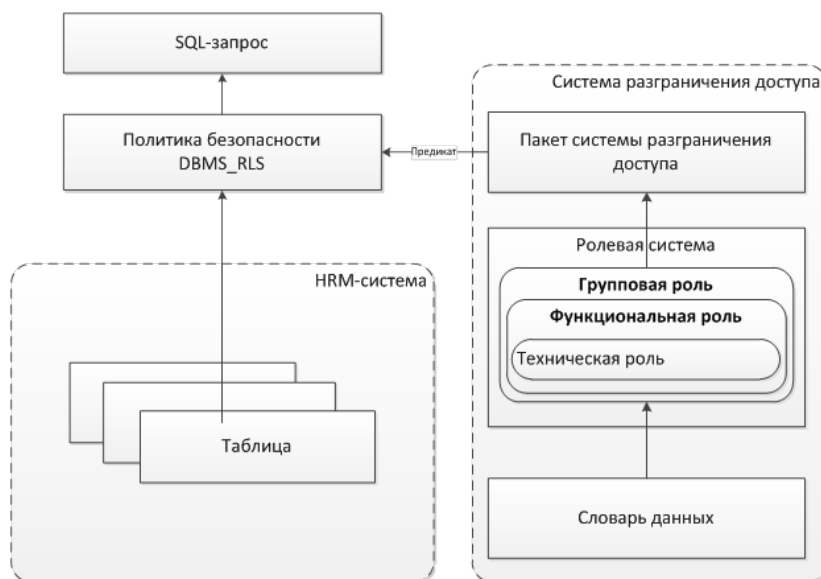 SQL-запрос
Система разграничения доступа
Политика безопасности
DBMS_RLS
Предикат
Пакет системы разграничения
доступа
Ролевая система
HRM-система
Групповая роль
Функциональная роль
Техническая роль
Таблица
Словарь данных